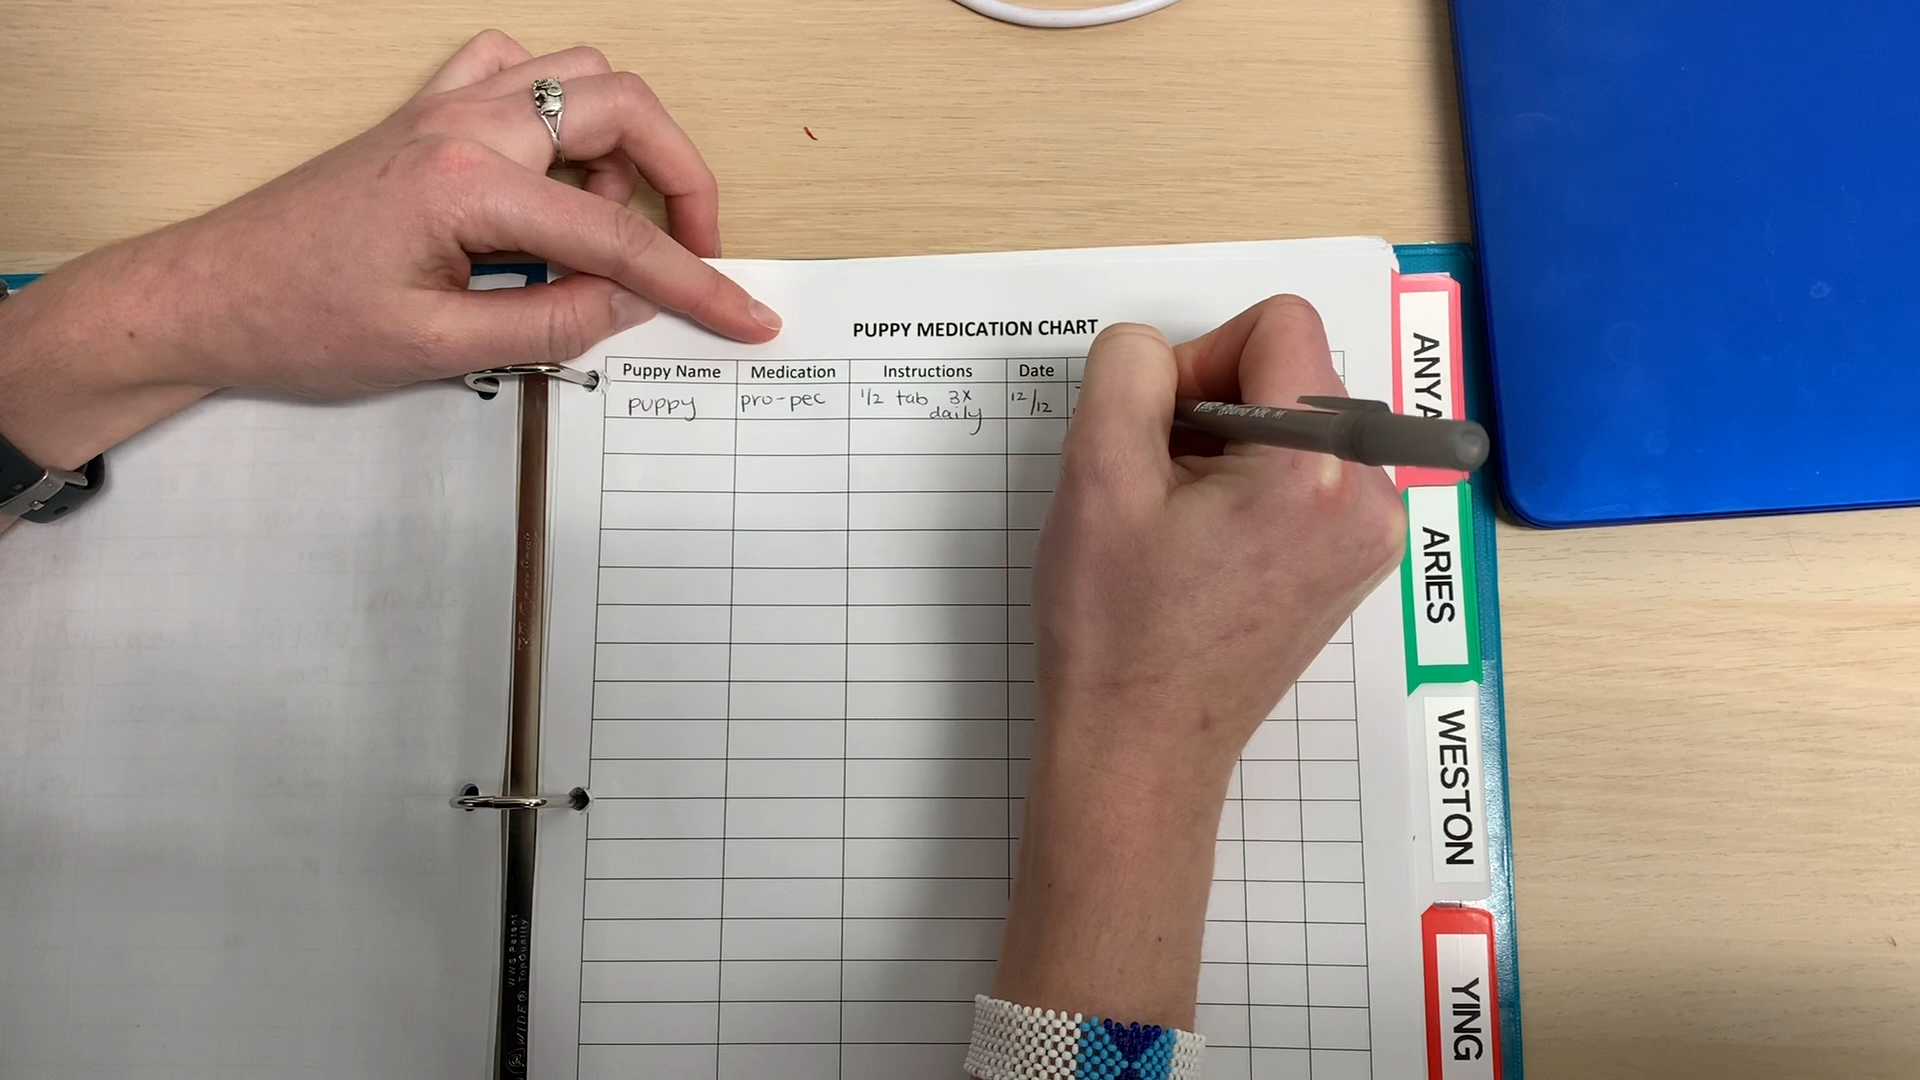 PUPPY MEDICATION CHART
Puppy Name Medication Instructions Date
puppy pro-pec 1/2 tab 3x daily 12/12
ANYA
ARIES
WESTON
YING